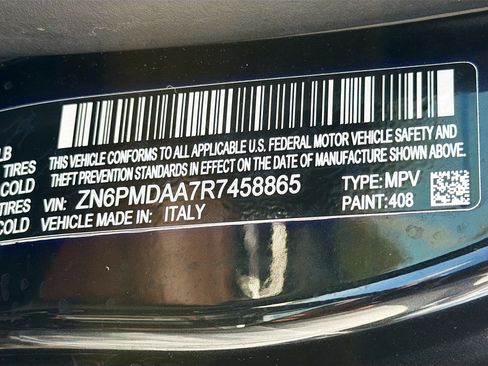 THIS VEHICLE CONFORMS TO ALL APPLICABLE U.S. FEDERAL MOTOR VEHICLE SAFETY AND
LB
THEFT PREVENTION STANDARDS IN EFFECT ON THE DATE OF MANUFACTURE SHOWN ABOVE.
TIRES
COLD
VIN: ZN6PMDAA7R7458865 TYPE: MPV
TIRES
VEHICLE MADE IN: ITALY PAINT: 408
COLD